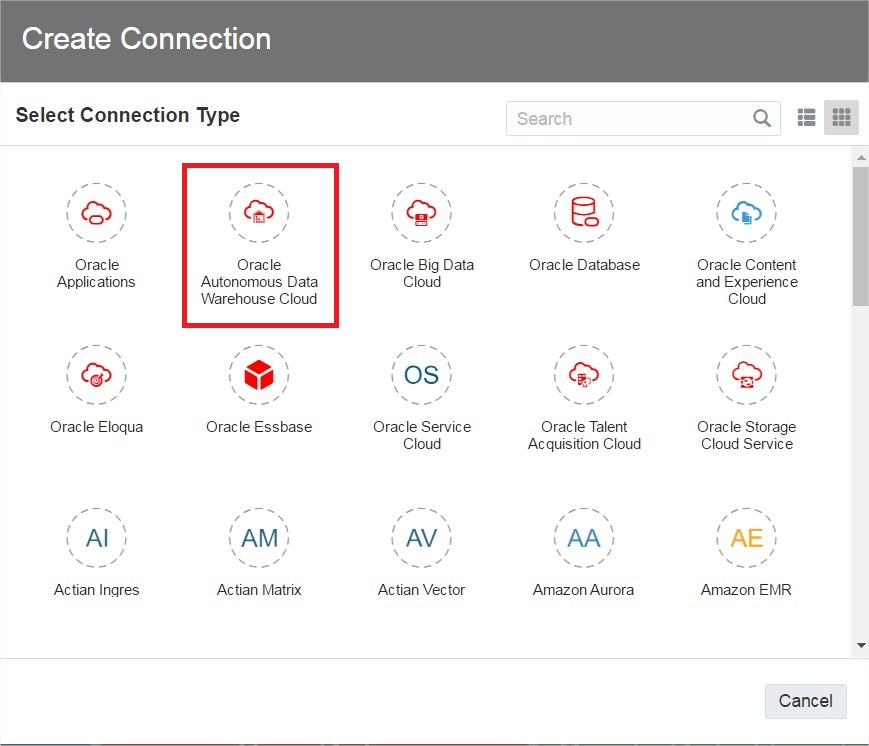 Create Connection
Select Connection Type
Search
Oracle
Applications
Oracle
Autonomous Data
Warehouse Cloud
Oracle Big Data
Cloud
Oracle Database
Oracle Content
and Experience
Cloud
Oracle Eloqua
Oracle Essbase
OS
Oracle Service
Cloud
Oracle Talent
Acquisition Cloud
Oracle Storage
Cloud Service
AI
Actian Ingres
AM
Actian Matrix
AV
Actian Vector
AA
Amazon Aurora
AE
Amazon EMR
Cancel